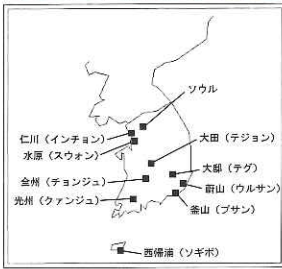 ソウル
仁川（インチョン）
水原（スウォン）
大田（テジョン）
大邱（テグ）
全州（チョンジュ）
蔚山（ウルサン）
光州（クァンジュ）
釜山（プサン）
西帰浦（ソギポ）